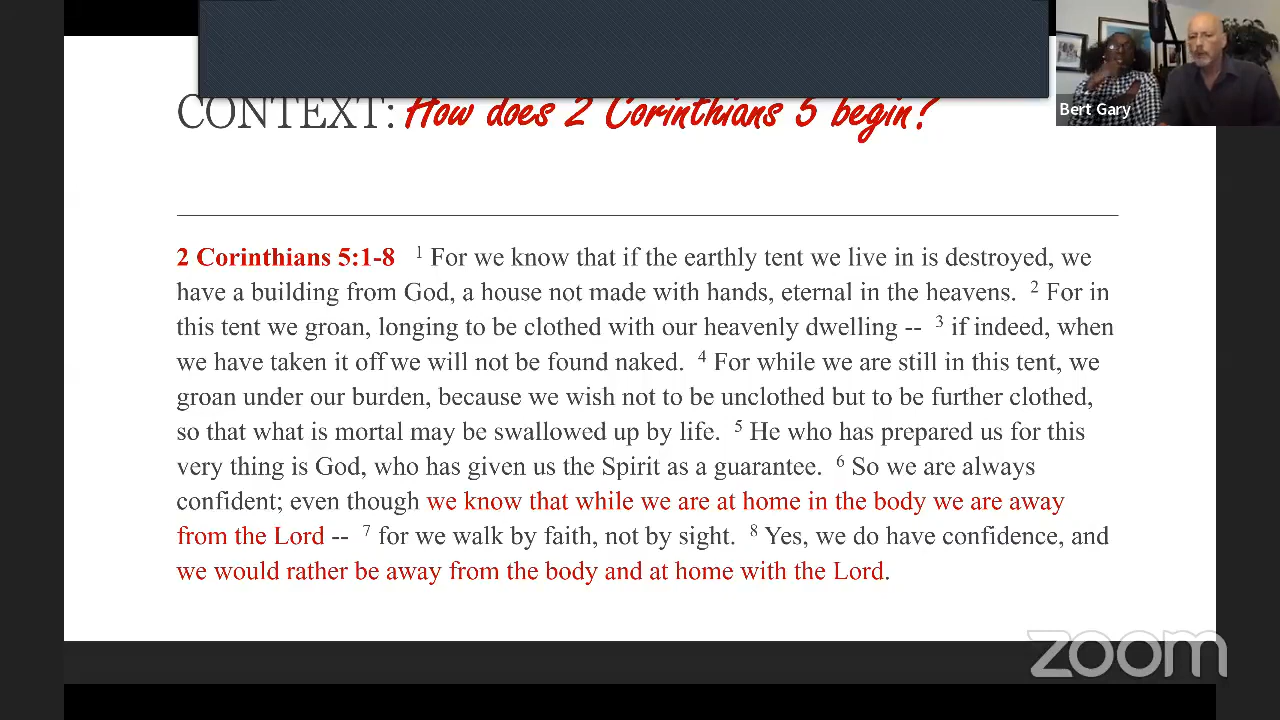 CONTEXT: How does 2 Corinthians 5 begin?
Bert Gary
2 Corinthians 5:1-8 1 For we know that if the earthly tent we live in is destroyed, we
have a building from God, a house not made with hands, eternal in the heavens. 2 For in
this tent we groan, longing to be clothed with our heavenly dwelling -- 3 if indeed, when
we have taken it off we will not be found naked. 4 For while we are still in this tent, we
groan under our burden, because we wish not to be unclothed but to be further clothed,
so that what is mortal may be swallowed up by life. 5 He who has prepared us for this
very thing is God, who has given us the Spirit as a guarantee. 6 So we are always
confident; even though we know that while we are at home in the body we are away
from the Lord -- 7 for we walk by faith, not by sight. 8 Yes, we do have confidence, and
we would rather be away from the body and at home with the Lord.
zoom